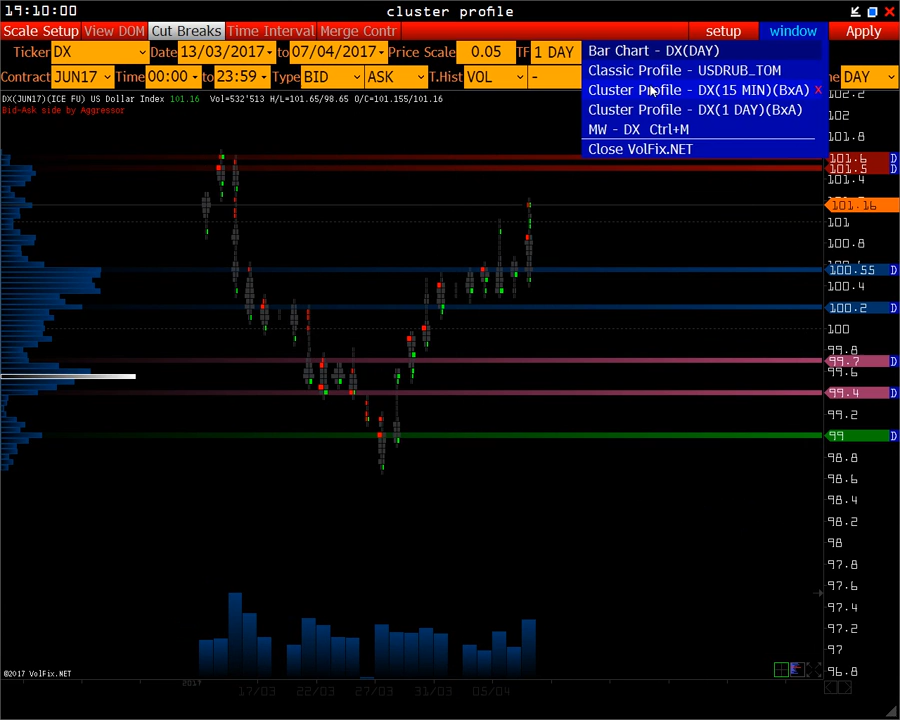 19:10:00 cluster profile
Scale Setup View DOM Cut Breaks Time Interval Merge Contr setup window Apply
Ticker DX Date 13/03/2017 to 07/04/2017 Price Scale 0.05 TF 1 DAY
Contract JUN17 Time 00:00 to 23:59 Type BID ASK T.Hist VOL - DAY
Bar Chart - DX(DAY)
Classic Profile - USDRUB_TOM
Cluster Profile - DX(15 MIN)(BxA) x
Cluster Profile - DX(1 DAY)(BxA)
MW - DX Ctrl+M
Close VolFix.NET
DX(JUN17)(ICE FU) US Dollar Index 101.16 Vol=532'513 H/L=101.65/98.65 O/C=101.155/101.16
Bid-Ask side by Aggressor
102.2
102
101.8
101.6 D
101.5 D
101.4
101.16
101
100.8
100.55 D
100.4
100.2 D
100
99.8
99.7 D
99.6
99.4 D
99.2
99 D
98.8
98.6
98.4
98.2
98
97.8
97.6
97.4
97.2
97
96.8
©2017 VolFix.NET
2017 17/03 22/03 27/03 31/03 05/04